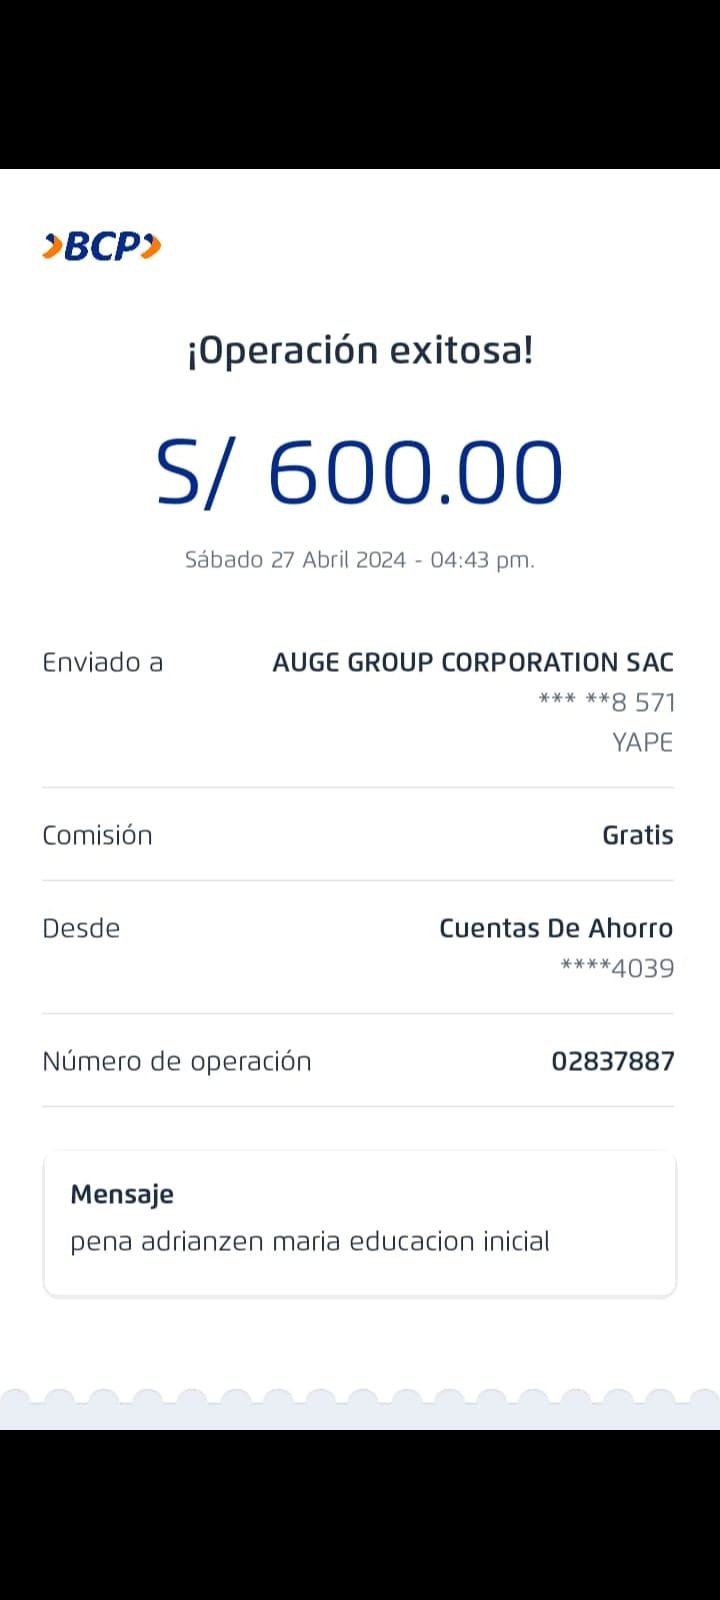 BCP
¡Operación exitosa!
S/ 600.00
Sábado 27 Abril 2024 - 04:43 pm.
Enviado a AUGE GROUP CORPORATION SAC
*** **8 571
YAPE
Comisión Gratis
Desde Cuentas De Ahorro
****4039
Número de operación 02837887
Mensaje
pena adrianzen maria educacion inicial